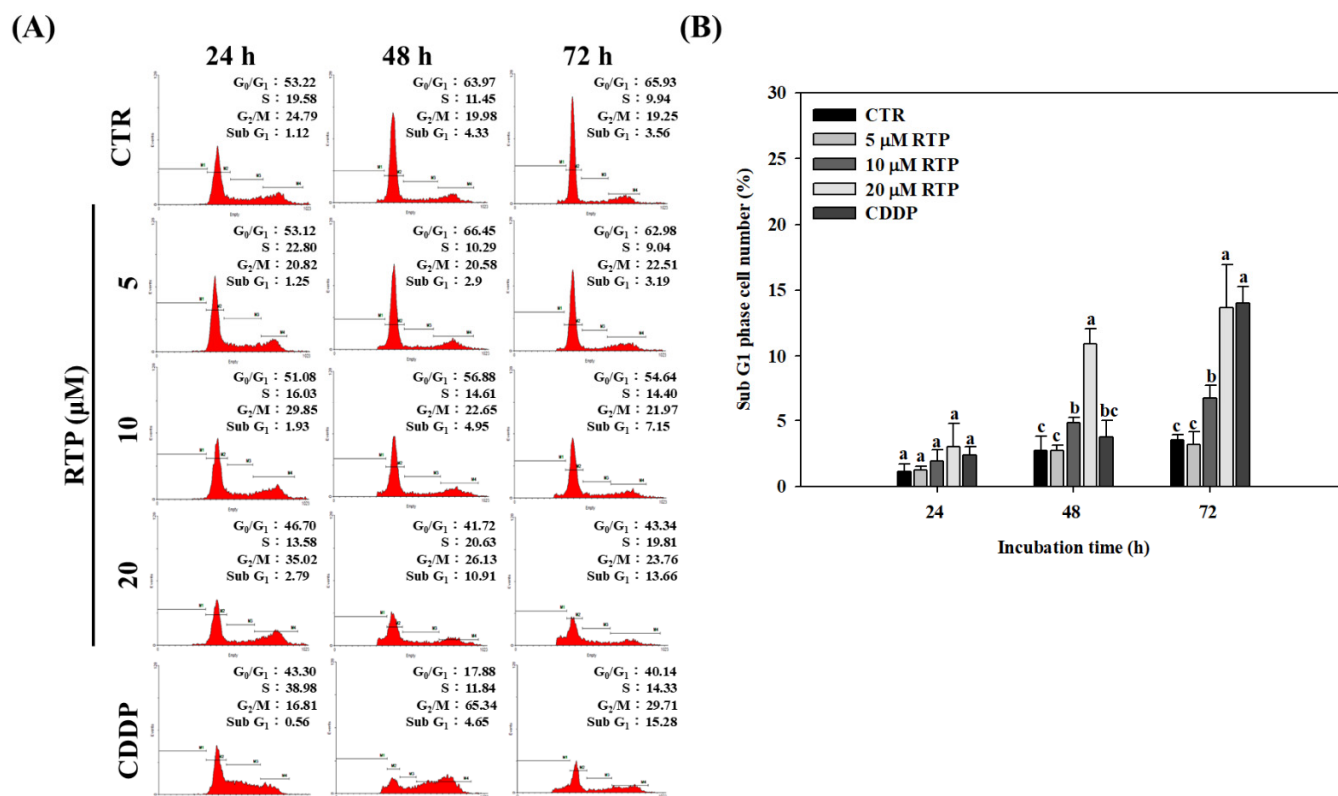 (A)
24 h 48 h 72 h
CTR
G0/G1：53.22
S：19.58
G2/M：24.79
Sub G1：1.12
G0/G1：63.97
S：11.45
G2/M：19.98
Sub G1：4.33
G0/G1：65.93
S：9.94
G2/M：19.25
Sub G1：3.56
RTP (μM)
5
G0/G1：53.12
S：22.80
G2/M：20.82
Sub G1：1.25
G0/G1：66.45
S：10.29
G2/M：20.58
Sub G1：2.9
G0/G1：62.98
S：9.04
G2/M：22.51
Sub G1：3.19
10
G0/G1：51.08
S：16.03
G2/M：29.85
Sub G1：1.93
G0/G1：56.88
S：14.61
G2/M：22.65
Sub G1：4.95
G0/G1：54.64
S：14.40
G2/M：21.97
Sub G1：7.15
20
G0/G1：46.70
S：13.58
G2/M：35.02
Sub G1：2.79
G0/G1：41.72
S：20.63
G2/M：26.13
Sub G1：10.91
G0/G1：43.34
S：19.81
G2/M：23.76
Sub G1：13.66
CDDP
G0/G1：43.30
S：38.98
G2/M：16.81
Sub G1：0.56
G0/G1：17.88
S：11.84
G2/M：65.34
Sub G1：4.65
G0/G1：40.14
S：14.33
G2/M：29.71
Sub G1：15.28
(B)
Sub G1 phase cell number (%)
30
25
20
15
10
5
0
CTR
5 μM RTP
10 μM RTP
20 μM RTP
CDDP
a a a a a
c c b a bc
c c b a a
24 48 72
Incubation time (h)